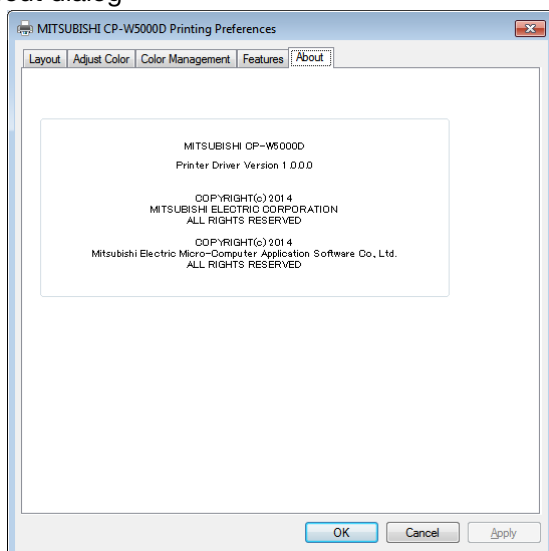 out dialog
MITSUBISHI CP-W5000D Printing Preferences
Layout Adjust Color Color Management Features About
MITSUBISHI CP-W5000D
Printer Driver Version 1.0.0.0
COPYRIGHT(c) 2014
MITSUBISHI ELECTRIC CORPORATION
ALL RIGHTS RESERVED
COPYRIGHT(c) 2014
Mitsubishi Electric Micro-Computer Application Software Co., Ltd.
ALL RIGHTS RESERVED
OK Cancel Apply